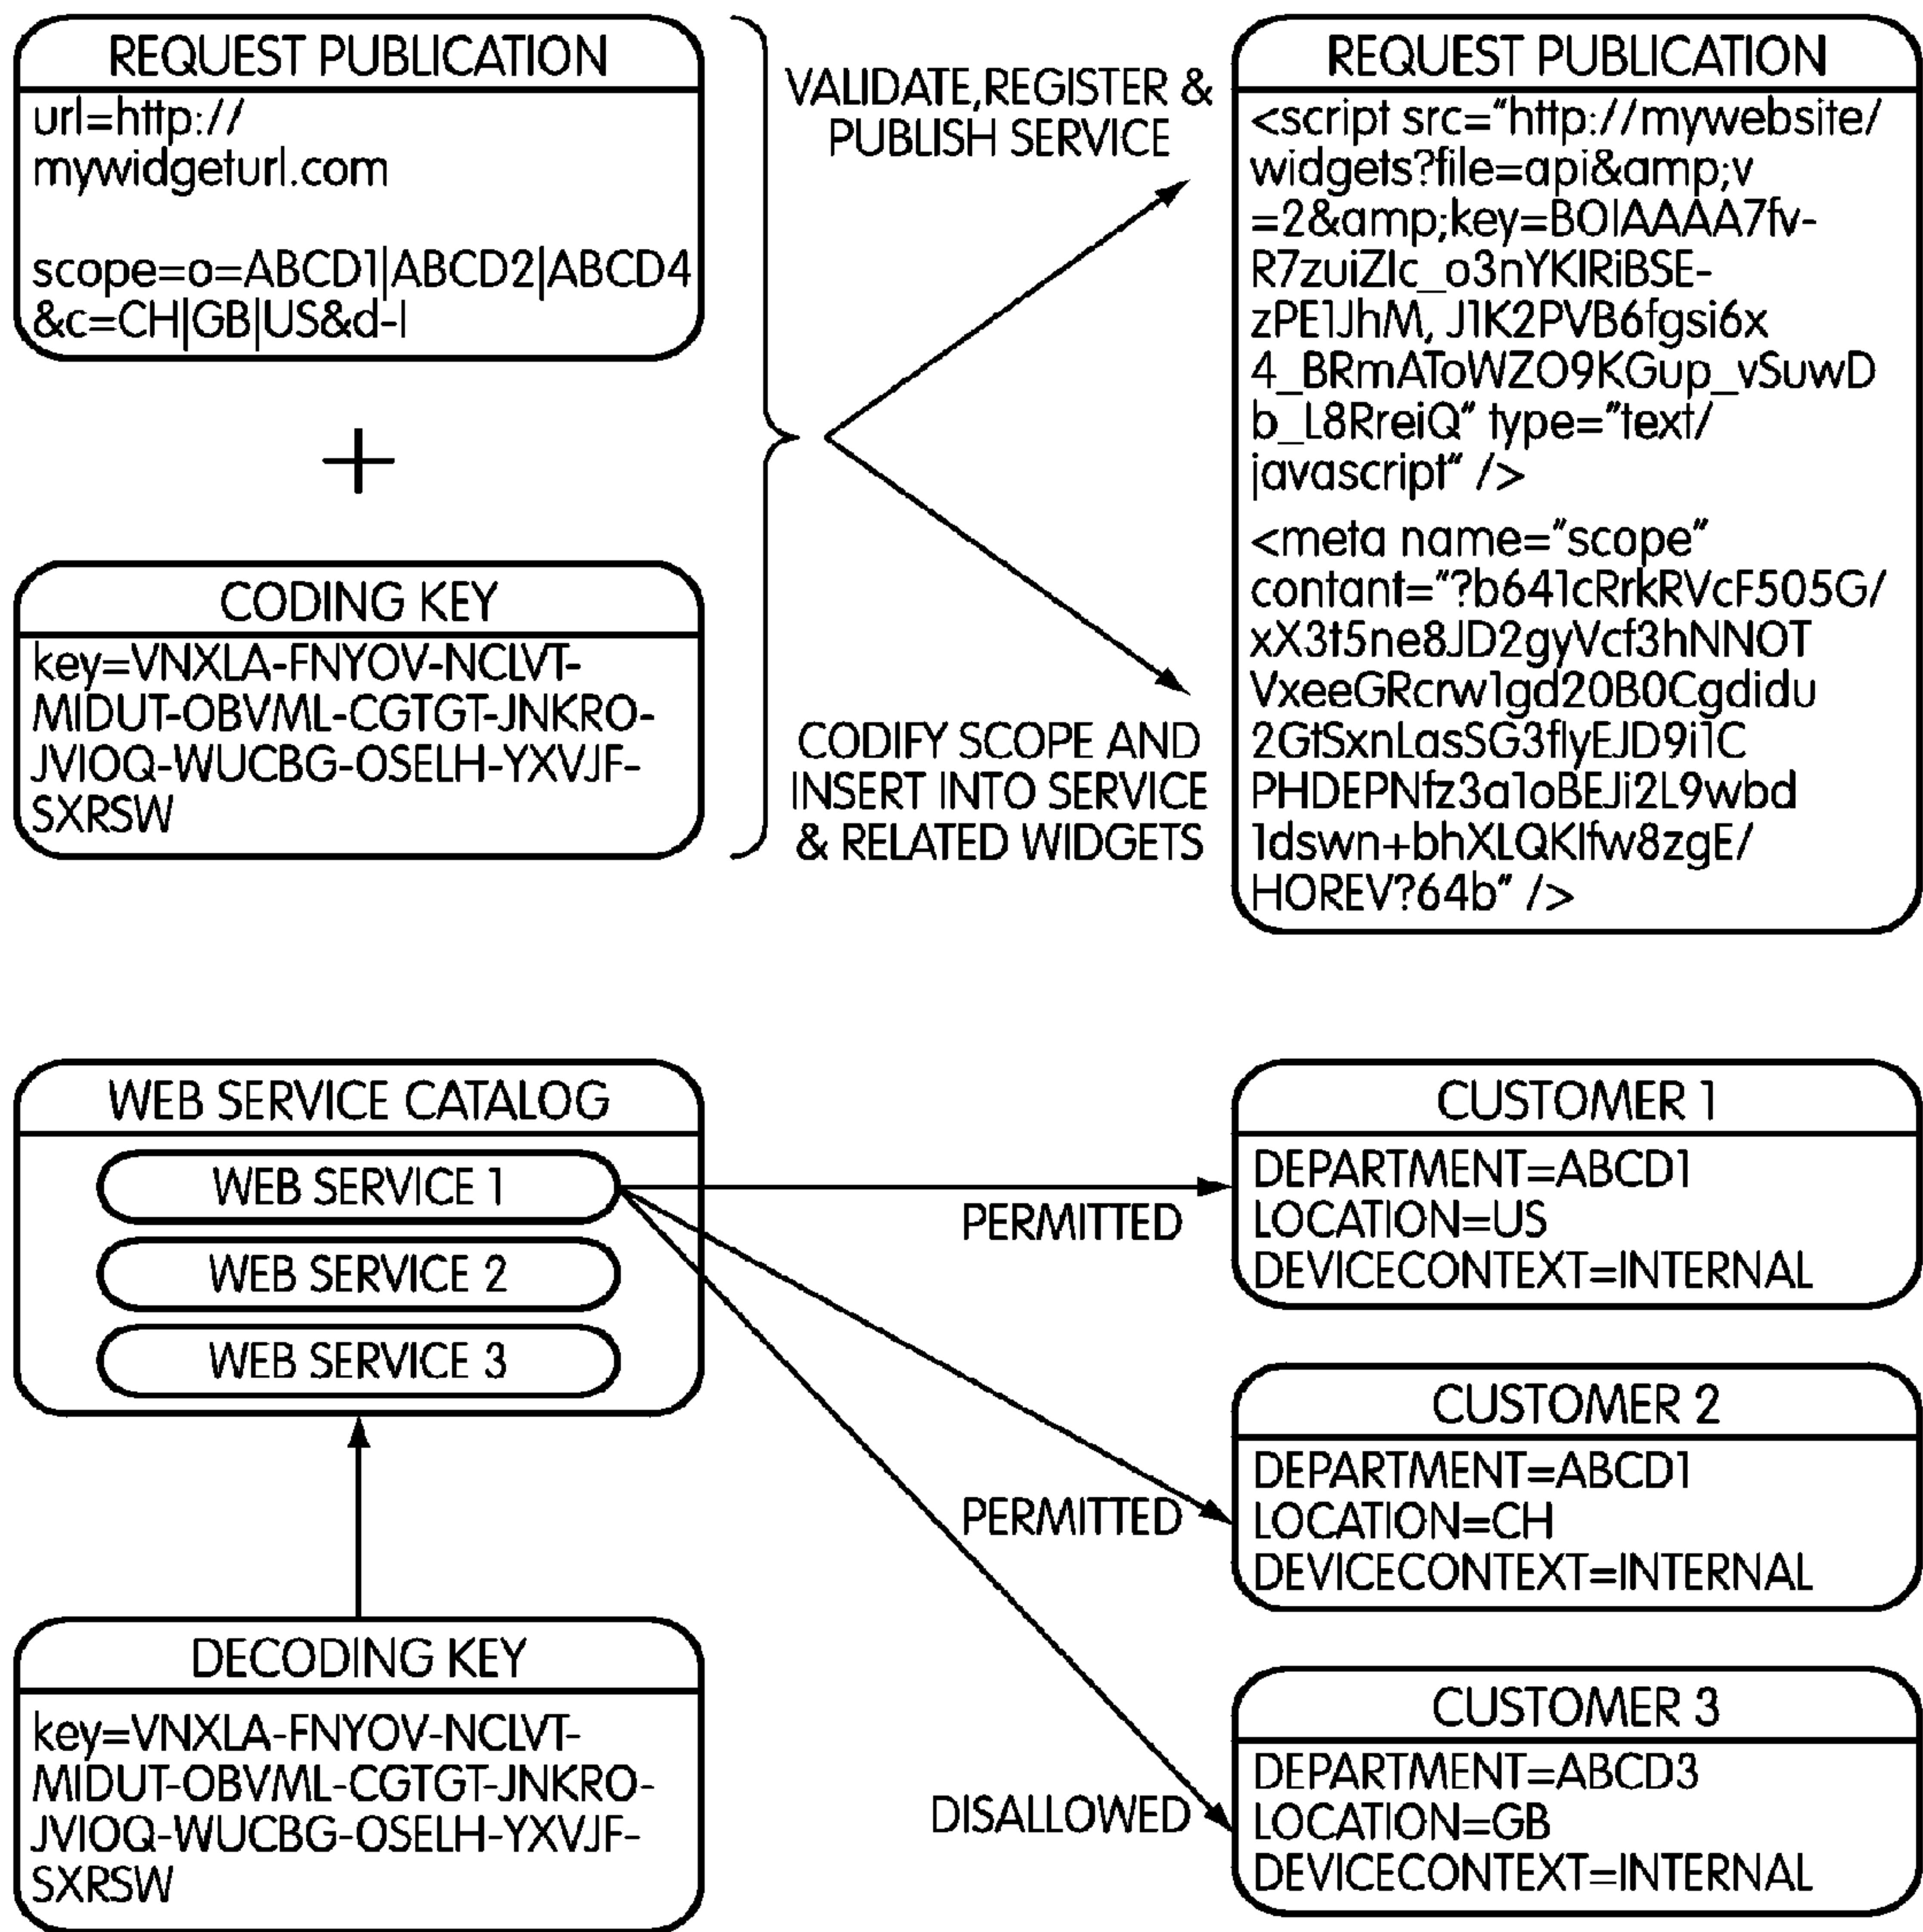 REQUEST PUBLICATION
url=http://
mywidgeturl.com
scope=o=ABCD1|ABCD2|ABCD4
&c=CH|GB|US&d-I
+
CODING KEY
key=VNXLA-FNYOV-NCLVT-
MIDUT-OBVML-CGTGT-JNKRO-
JVIOQ-WUCBG-OSELH-YXVJF-
SXRSW
VALIDATE,REGISTER &
PUBLISH SERVICE
CODIFY SCOPE AND
INSERT INTO SERVICE
& RELATED WIDGETS
REQUEST PUBLICATION
<script src="http://mywebsite/
widgets?file=api&amp;v
=2&amp;key=BOIAAAA7fv-
R7zuiZIc_o3nYKIRiBSE-
zPE1JhM, J1K2PVB6fgsi6x
4_BRmAToWZO9KGup_vSuwD
b_L8RreiQ" type="text/
javascript" />
<meta name="scope"
contant="?b641cRrkRVcF505G/
xX3t5ne8JD2gyVcf3hNNOT
VxeeGRcrw1gd20B0Cgdidu
2GtSxnLasSG3flyEJD9i1C
PHDEPNfz3a1oBEJi2L9wbd
1dswn+bhXLQKIfw8zgE/
HOREV?64b" />
WEB SERVICE CATALOG
WEB SERVICE 1
WEB SERVICE 2
WEB SERVICE 3
DECODING KEY
key=VNXLA-FNYOV-NCLVT-
MIDUT-OBVML-CGTGT-JNKRO-
JVIOQ-WUCBG-OSELH-YXVJF-
SXRSW
PERMITTED
PERMITTED
DISALLOWED
CUSTOMER 1
DEPARTMENT=ABCD1
LOCATION=US
DEVICECONTEXT=INTERNAL
CUSTOMER 2
DEPARTMENT=ABCD1
LOCATION=CH
DEVICECONTEXT=INTERNAL
CUSTOMER 3
DEPARTMENT=ABCD3
LOCATION=GB
DEVICECONTEXT=INTERNAL